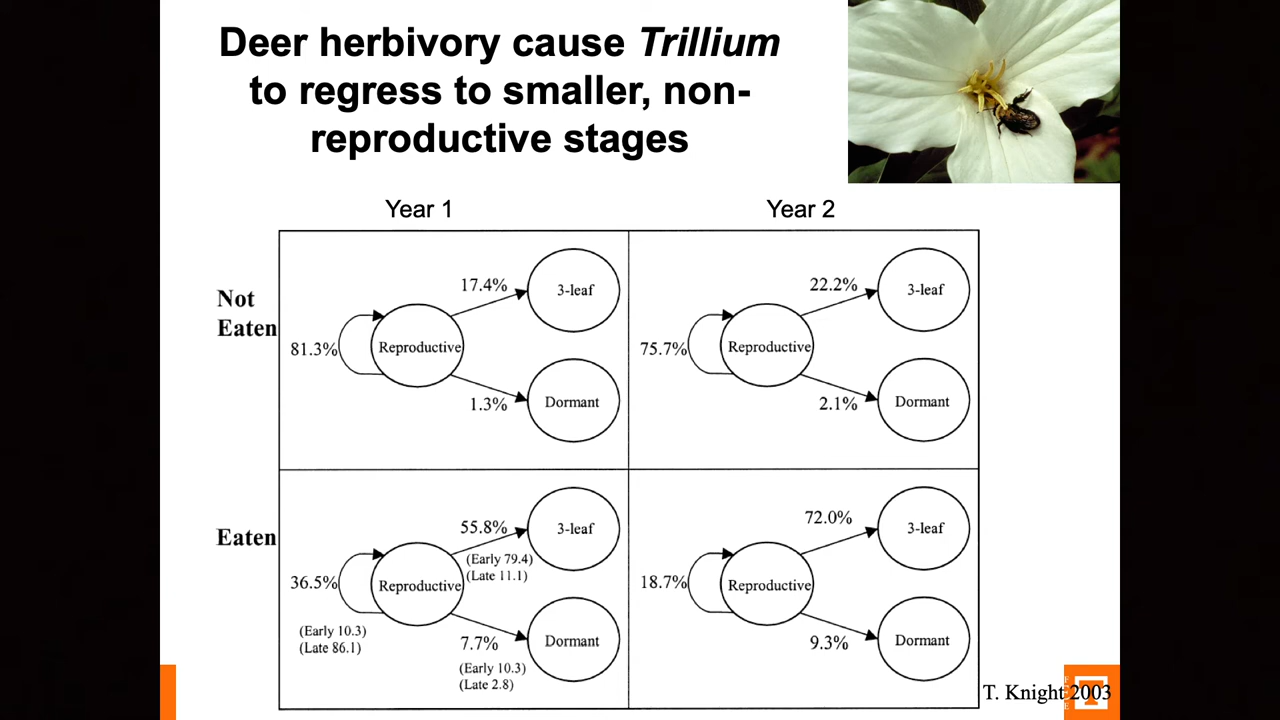 Deer herbivory cause Trillium
to regress to smaller, non-
reproductive stages
Year 1
Year 2
Not
Eaten
81.3%
Reproductive
17.4%
3-leaf
1.3%
Dormant
75.7%
Reproductive
22.2%
3-leaf
2.1%
Dormant
Eaten
36.5%
(Early 10.3)
(Late 86.1)
Reproductive
55.8%
(Early 79.4)
(Late 11.1)
3-leaf
7.7%
(Early 10.3)
(Late 2.8)
Dormant
18.7%
Reproductive
72.0%
3-leaf
9.3%
Dormant
T. Knight 2003
T